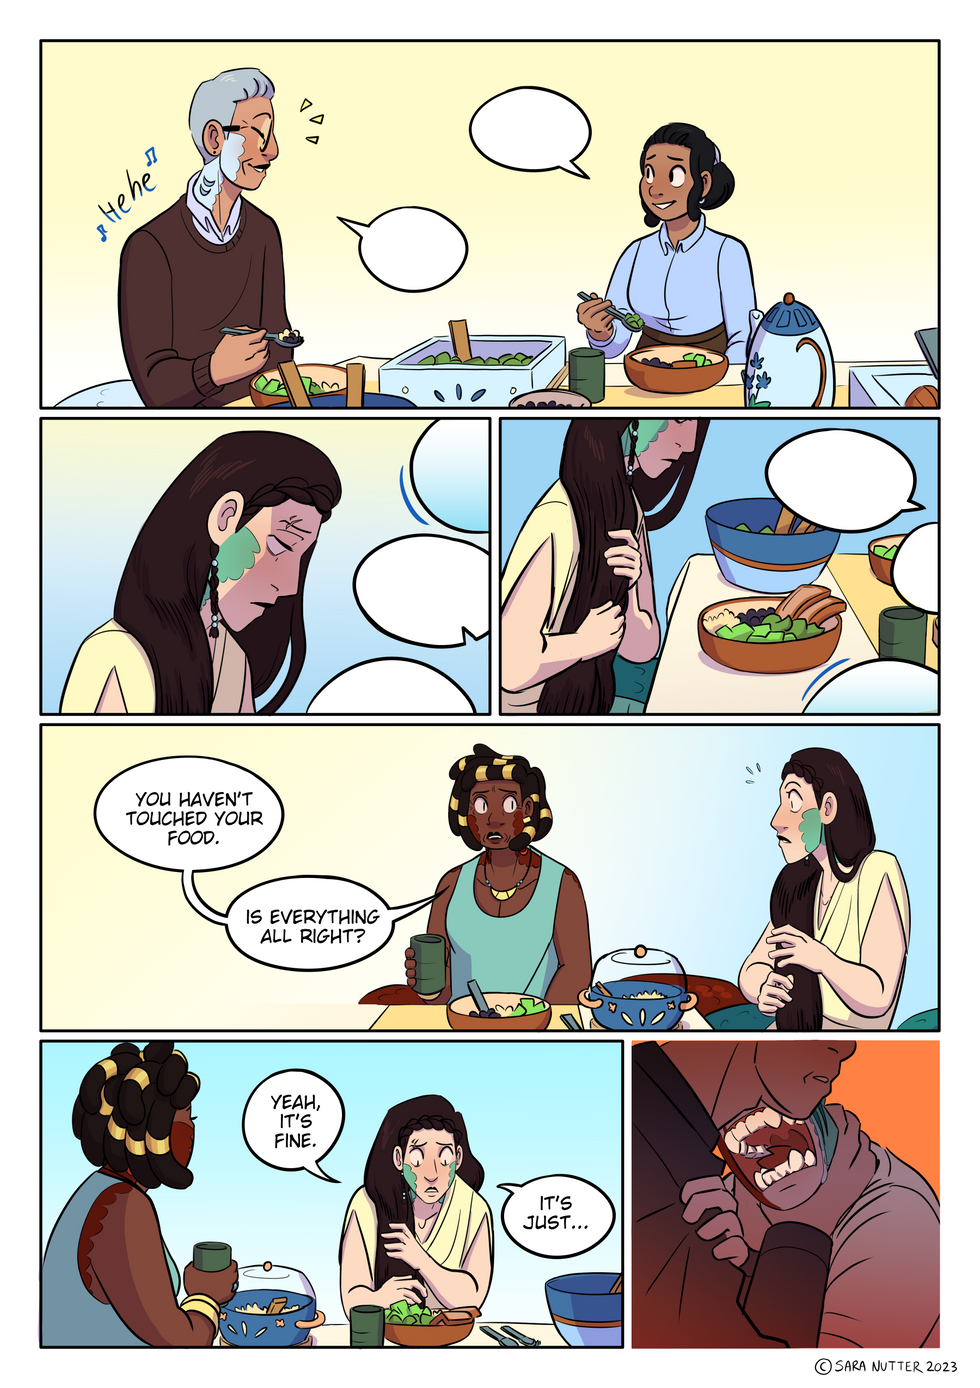 Hehe
YOU HAVEN'T
TOUCHED YOUR
FOOD.
IS EVERYTHING
ALL RIGHT?
YEAH,
IT'S
FINE.
IT'S
JUST...
© SARA NUTTER 2023